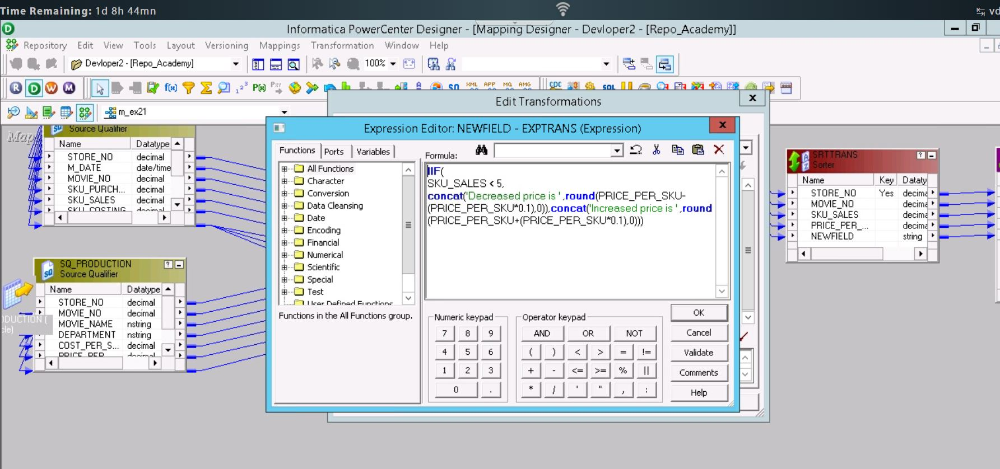 Time Remaining: 1d 8h 44mn
Informatica PowerCenter Designer - [Mapping Designer - Devloper2 - [Repo_Academy]]
Repository Edit View Tools Layout Versioning Mappings Transformation Window Help
Devloper2 - [Repo_Academy]
100%
m_ex21
Edit Transformations
Expression Editor: NEWFIELD - EXPTRANS (Expression)
Source Qualifier
Name Datatype
STORE_NO decimal
M_DATE date/time
MOVIE_NO decimal
SKU_PURCH... decimal
SKU_SALES decimal
SKU_COSTING decimal
SQ_PRODUCTION
Source Qualifier
Name Datatype
STORE_NO decimal
MOVIE_NO decimal
MOVIE_NAME nstring
DEPARTMENT nstring
COST_PER_S... decimal
Functions Ports Variables
All Functions
Character
Conversion
Data Cleansing
Date
Encoding
Financial
Numerical
Scientific
Special
Test
User Defined Functions
Functions in the All Functions group.
Formula:
IIF(
SKU_SALES < 5,
concat('Decreased price is ' ,round(PRICE_PER_SKU-
(PRICE_PER_SKU*0.1),0)),concat('Increased price is ' ,round
(PRICE_PER_SKU+(PRICE_PER_SKU*0.1),0)))
Numeric keypad
7 8 9
4 5 6
1 2 3
0 .
Operator keypad
AND OR NOT
( ) < > = !=
+ - <= >= % ||
* / ' " , :
OK
Cancel
Validate
Comments
Help
SRTTRANS
Sorter
Name Key Dataty
STORE_NO Yes decima
MOVIE_NO decima
SKU_SALES decima
PRICE_PER_... decima
NEWFIELD string